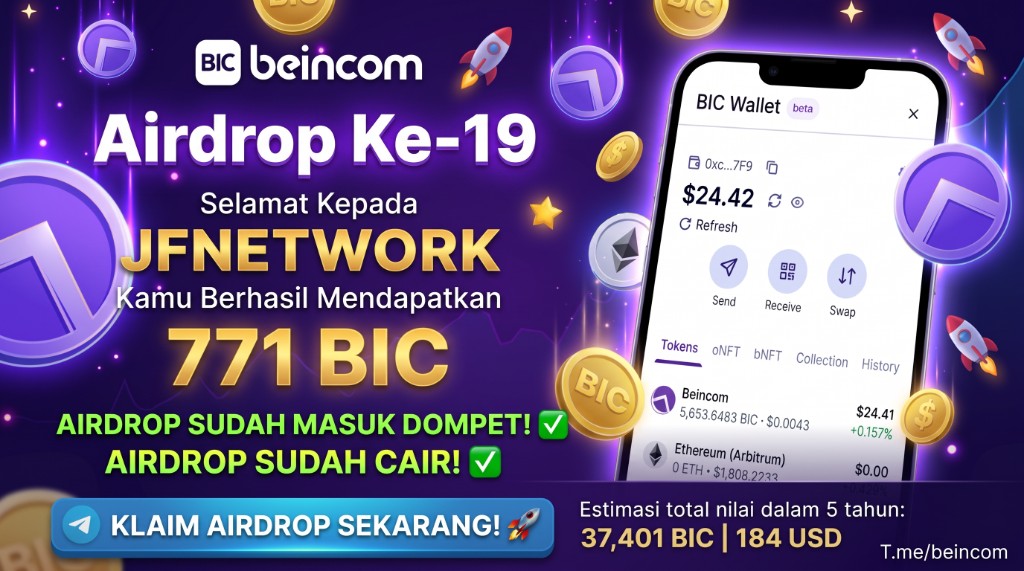 BIC beincom
Airdrop Ke-19
Selamat Kepada
JFNETWORK
Kamu Berhasil Mendapatkan
771 BIC
AIRDROP SUDAH MASUK DOMPET! ✅
AIRDROP SUDAH CAIR! ✅
KLAIM AIRDROP SEKARANG! 🚀
BIC Wallet beta ×
0xc...7F9
$24.42
Refresh
Send Receive Swap
Tokens oNFT bNFT Collection History
Beincom $24.41
5,653.6483 BIC • $0.0043 +0.157%
Ethereum (Arbitrum) $0.00
0 ETH • $1,808.2233
Estimasi total nilai dalam 5 tahun:
37,401 BIC | 184 USD
T.me/beincom
BIC
BIC